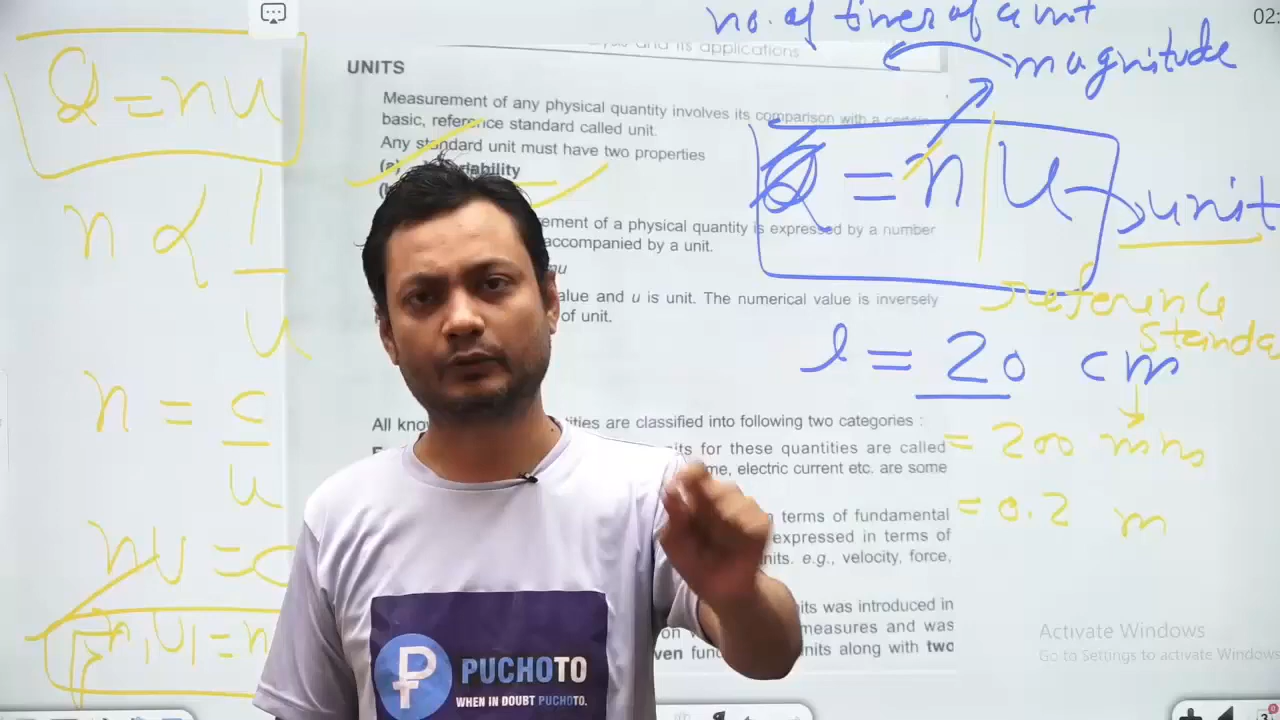 no. of times of a unit
magnitude
02:
and its applications
UNITS
Measurement of any physical quantity involves its comparison with a certain
basic, reference standard called unit.
Any standard unit must have two properties
(a)
Q = nu
Q = n u
unit
reference
standa
n ∝ 1/u
ement of a physical quantity is expressed by a number
accompanied by a unit.
nu
alue and u is unit. The numerical value is inversely
of unit.
l = 20 cm
= 200 mm
= 0.2 m
n = c/u
nu = c
n₁u₁ = n
All kno
ities are classified into following two categories :
its for these quantities are called
me, electric current etc. are some
terms of fundamental
expressed in terms of
nits. e.g., velocity, force,
its was introduced in
measures and was
ven fun
nits along with two
Activate Windows
Go to Settings to activate Windows
PUCHOTO
WHEN IN DOUBT PUCHOTO.